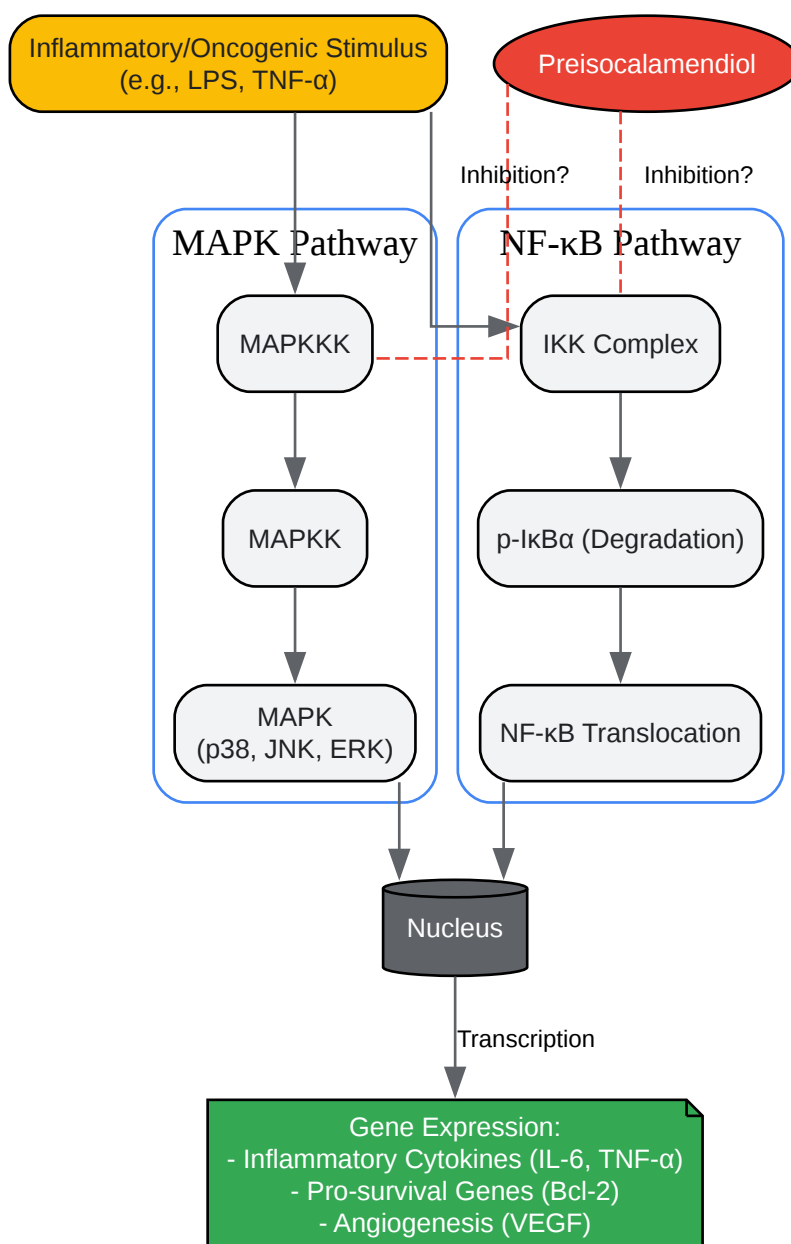 Inflammatory/Oncogenic Stimulus
(e.g., LPS, TNF-α)
Preisocalamendiol
Inhibition?
Inhibition?
MAPK Pathway
NF-κB Pathway
MAPKKK
IKK Complex
MAPKK
p-IκBα (Degradation)
MAPK
(p38, JNK, ERK)
NF-κB Translocation
Nucleus
Transcription
Gene Expression:
- Inflammatory Cytokines (IL-6, TNF-α)
- Pro-survival Genes (Bcl-2)
- Angiogenesis (VEGF)